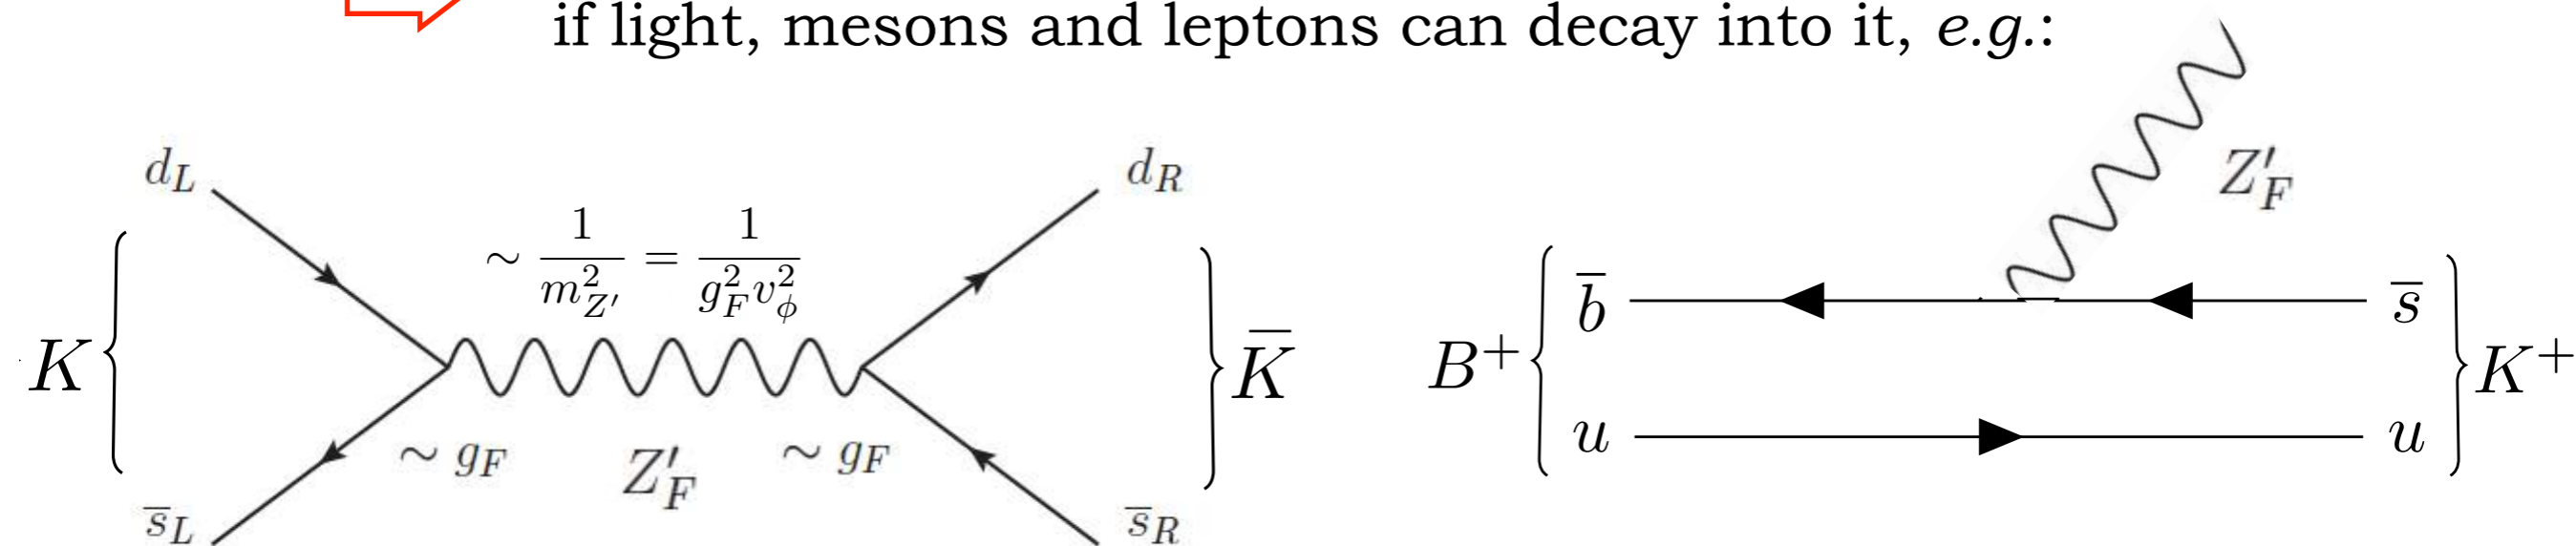 if light, mesons and leptons can decay into it, e.g.:
d_L
d_R
Z′_F
∼ 1/m²_{Z′} = 1/(g²_F v²_ϕ)
b̅
s̅
K
K̅
B⁺
K⁺
u
u
∼ g_F
Z′_F
∼ g_F
s̅_L
s̅_R